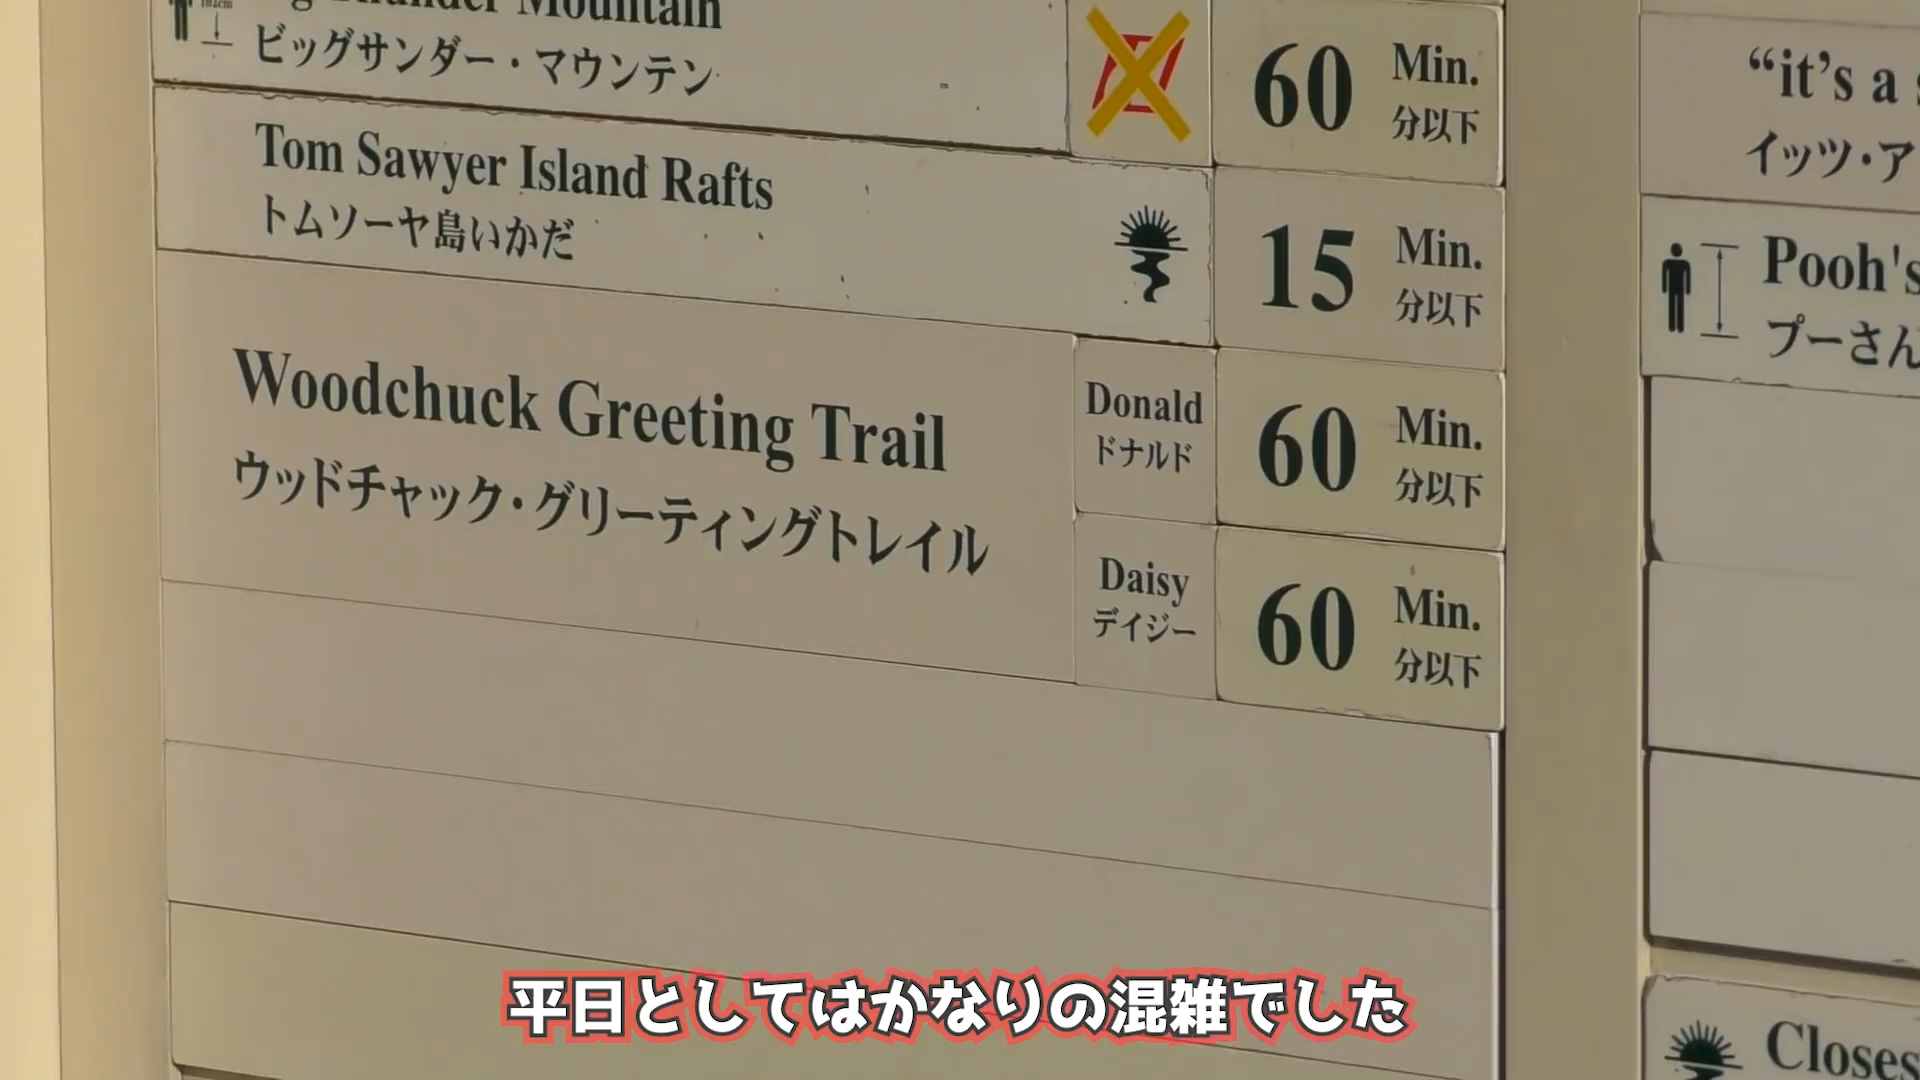 Mountain
ビッグサンダー・マウンテン
60 Min.
分以下
Tom Sawyer Island Rafts
トムソーヤ島いかだ
15 Min.
分以下
Woodchuck Greeting Trail
ウッドチャック・グリーティングトレイル
Donald
ドナルド
60 Min.
分以下
Daisy
デイジー
60 Min.
分以下
“it's a
イッツ・ア
Pooh's
プーさん
Closes
平日としてはかなりの混雑でした